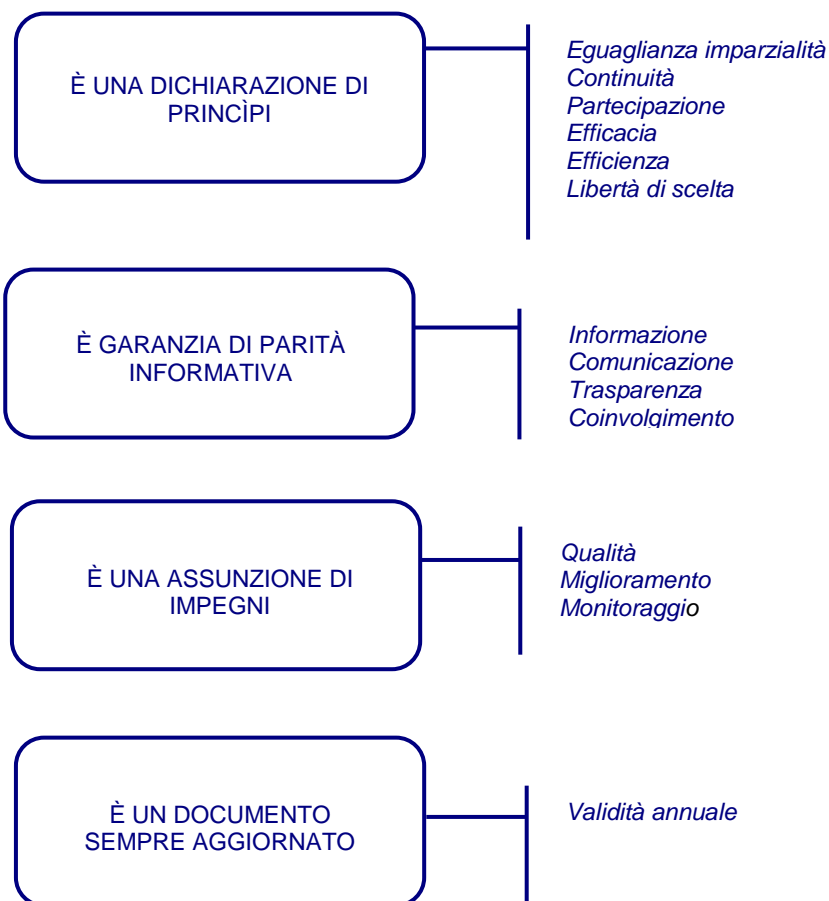 È UNA DICHIARAZIONE DI
PRINCÌPI
Eguaglianza imparzialità
Continuità
Partecipazione
Efficacia
Efficienza
Libertà di scelta
È GARANZIA DI PARITÀ
INFORMATIVA
Informazione
Comunicazione
Trasparenza
Coinvolgimento
È UNA ASSUNZIONE DI
IMPEGNI
Qualità
Miglioramento
Monitoraggio
È UN DOCUMENTO
SEMPRE AGGIORNATO
Validità annuale